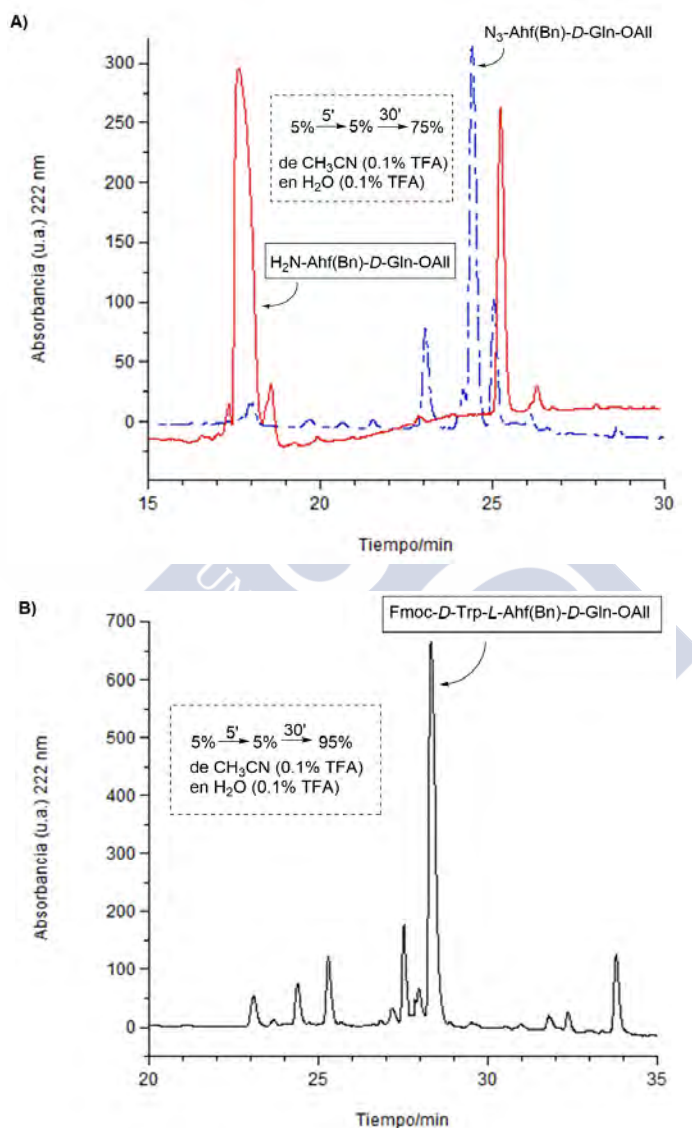 A)
N₃-Ahf(Bn)-D-Gln-OAll
300
250
200
150
100
50
0
5% 5' 5% 30' 75%
de CH₃CN (0.1% TFA)
en H₂O (0.1% TFA)
H₂N-Ahf(Bn)-D-Gln-OAll
Absorbancia (u.a.) 222 nm
15 20 25 30
Tiempo/min
UN
B)
Fmoc-D-Trp-L-Ahf(Bn)-D-Gln-OAll
700
600
500
400
300
200
100
0
5% 5' 5% 30' 95%
de CH₃CN (0.1% TFA)
en H₂O (0.1% TFA)
Absorbancia (u.a.) 222 nm
20 25 30 35
Tiempo/min